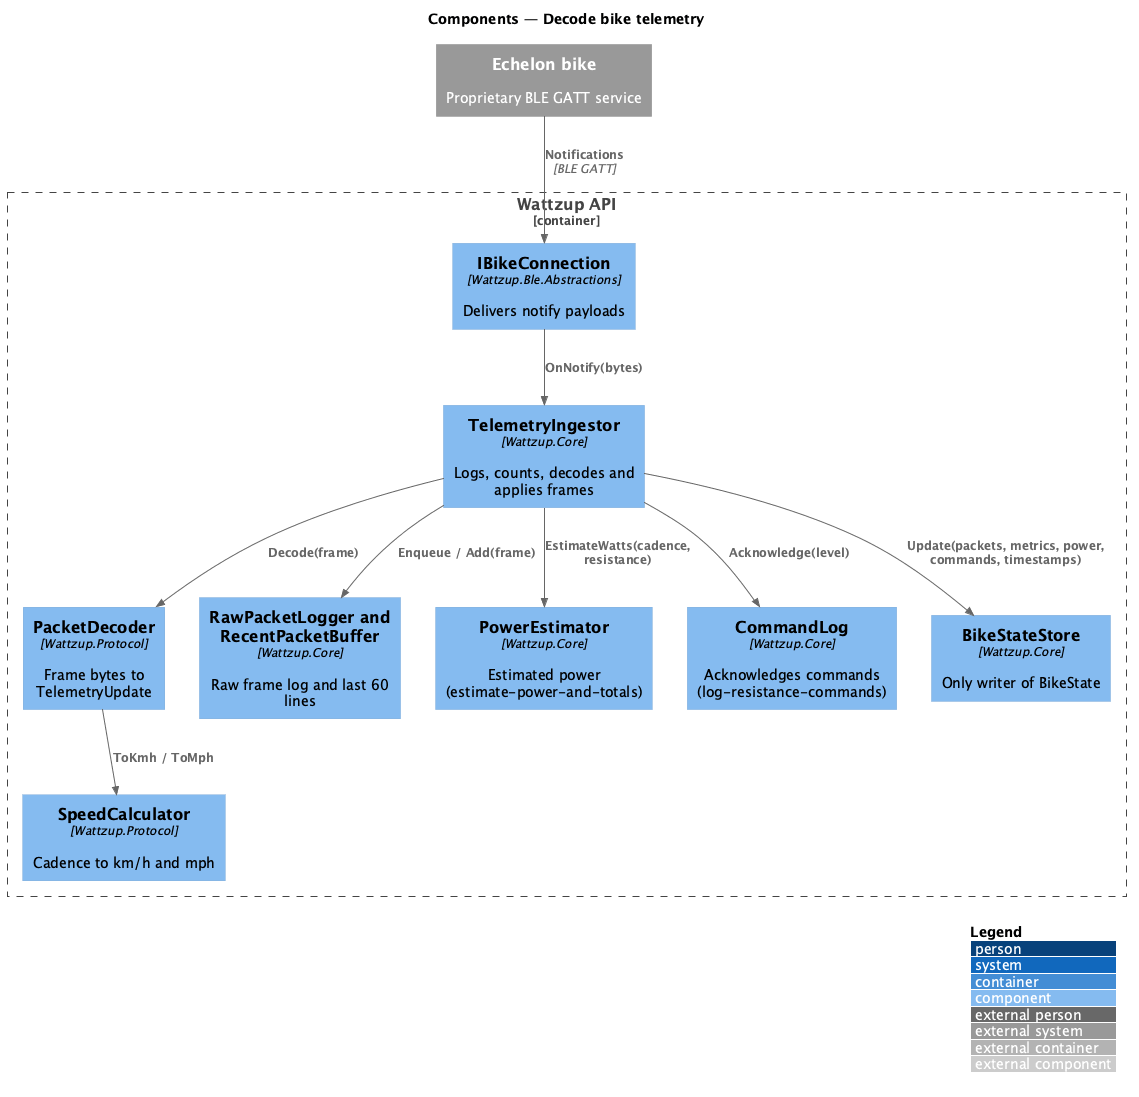 Components — Decode bike telemetry
Echelon bike
Proprietary BLE GATT service
Notifications
[BLE GATT]
Wattzup API
[container]
IBikeConnection
[Wattzup.Ble.Abstractions]
Delivers notify payloads
OnNotify(bytes)
TelemetryIngestor
[Wattzup.Core]
Logs, counts, decodes and
applies frames
Decode(frame)
Enqueue / Add(frame)
EstimateWatts(cadence,
resistance)
Acknowledge(level)
Update(packets, metrics, power,
commands, timestamps)
PacketDecoder
[Wattzup.Protocol]
Frame bytes to
TelemetryUpdate
RawPacketLogger and
RecentPacketBuffer
[Wattzup.Core]
Raw frame log and last 60
lines
PowerEstimator
[Wattzup.Core]
Estimated power
(estimate-power-and-totals)
CommandLog
[Wattzup.Core]
Acknowledges commands
(log-resistance-commands)
BikeStateStore
[Wattzup.Core]
Only writer of BikeState
ToKmh / ToMph
SpeedCalculator
[Wattzup.Protocol]
Cadence to km/h and mph
Legend
person
system
container
component
external person
external system
external container
external component